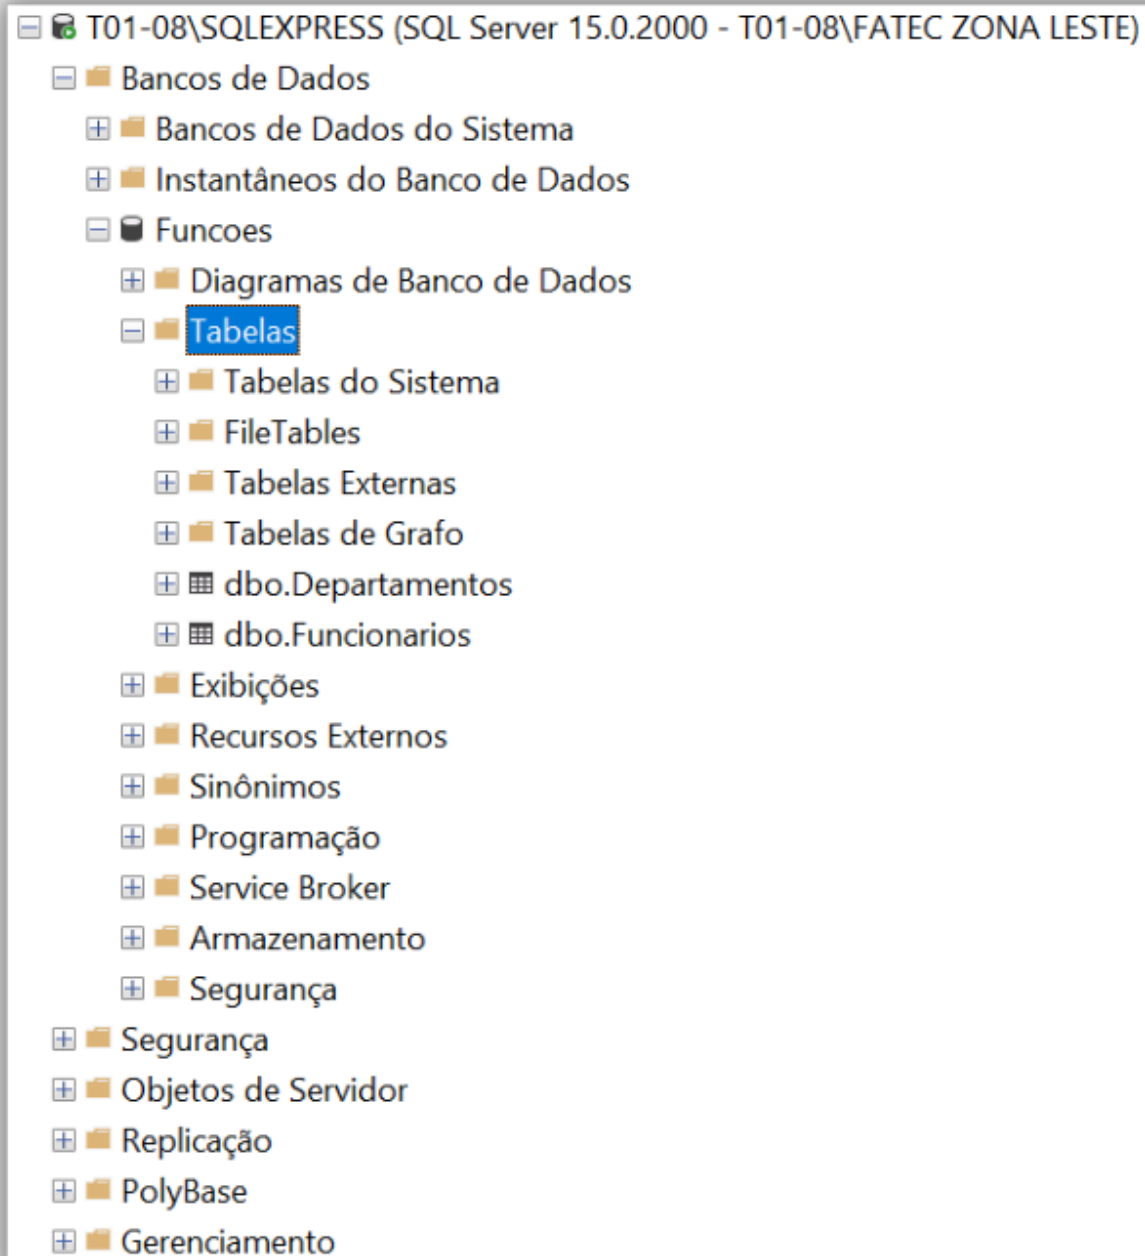 T01-08\SQLEXPRESS (SQL Server 15.0.2000 - T01-08\FATEC ZONA LESTE)
Bancos de Dados
Bancos de Dados do Sistema
Instantâneos do Banco de Dados
Funcoes
Diagramas de Banco de Dados
Tabelas
Tabelas do Sistema
FileTables
Tabelas Externas
Tabelas de Grafo
dbo.Departamentos
dbo.Funcionarios
Exibições
Recursos Externos
Sinônimos
Programação
Service Broker
Armazenamento
Segurança
Segurança
Objetos de Servidor
Replicação
PolyBase
Gerenciamento